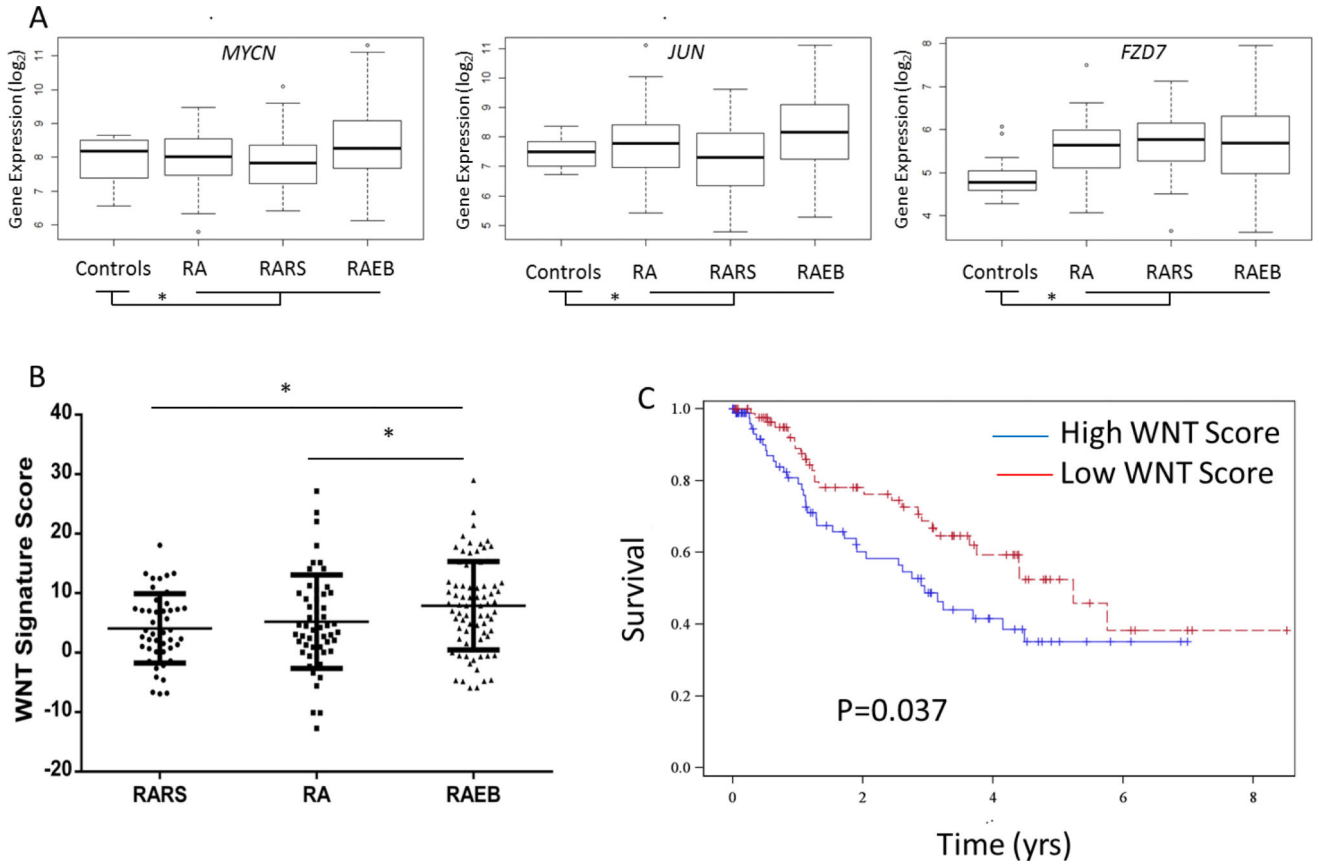 A
MYCN
JUN
FZD7
Gene Expression (log2)
11
10
9
8
7
6
Controls RA RARS RAEB
*
Gene Expression (log2)
11
10
9
8
7
6
5
Controls RA RARS RAEB
*
Gene Expression (log2)
8
7
6
5
4
Controls RA RARS RAEB
*
B
*
*
WNT Signature Score
40
30
20
10
0
-10
-20
RARS RA RAEB
C
Survival
1.0
0.8
0.6
0.4
0.2
0.0
High WNT Score
Low WNT Score
P=0.037
0 2 4 6 8
Time (yrs)